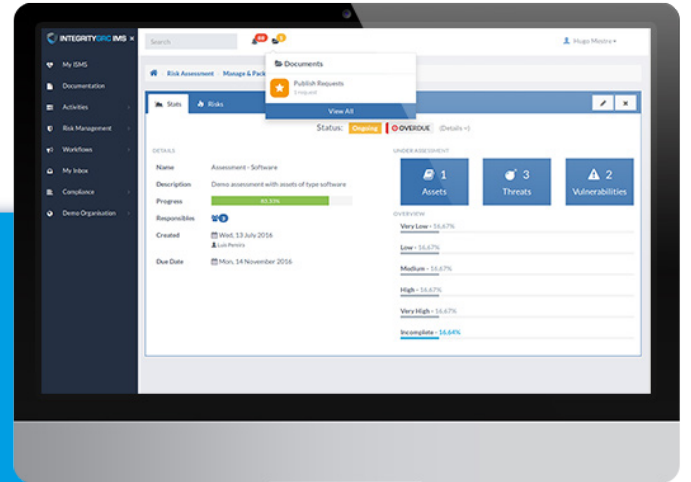 INTEGRITYGRC IMS ×
Search
Hugo Mestre
My ISMS
Documentation
Activities
Risk Management
Workflows
My Inbox
Compliance
Demo Organisation
Documents
Publish Requests
1 request
View All
Risk Assessment
Manage & Pack
Stats
Risks
Status: Ongoing OVERDUE (Details +)
DETAILS
Name Assessment - Software
Description Demo assessment with assets of type software
Progress
Responsibles
Created Wed, 13 July 2016
Luis Pereira
Due Date Mon, 14 November 2016
UNDER ASSESSMENT
1
Assets
3
Threats
2
Vulnerabilities
OVERVIEW
Very Low - 16.67%
Low - 16.67%
Medium - 16.67%
High - 16.67%
Very High - 16.67%
Incomplete - 16.64%